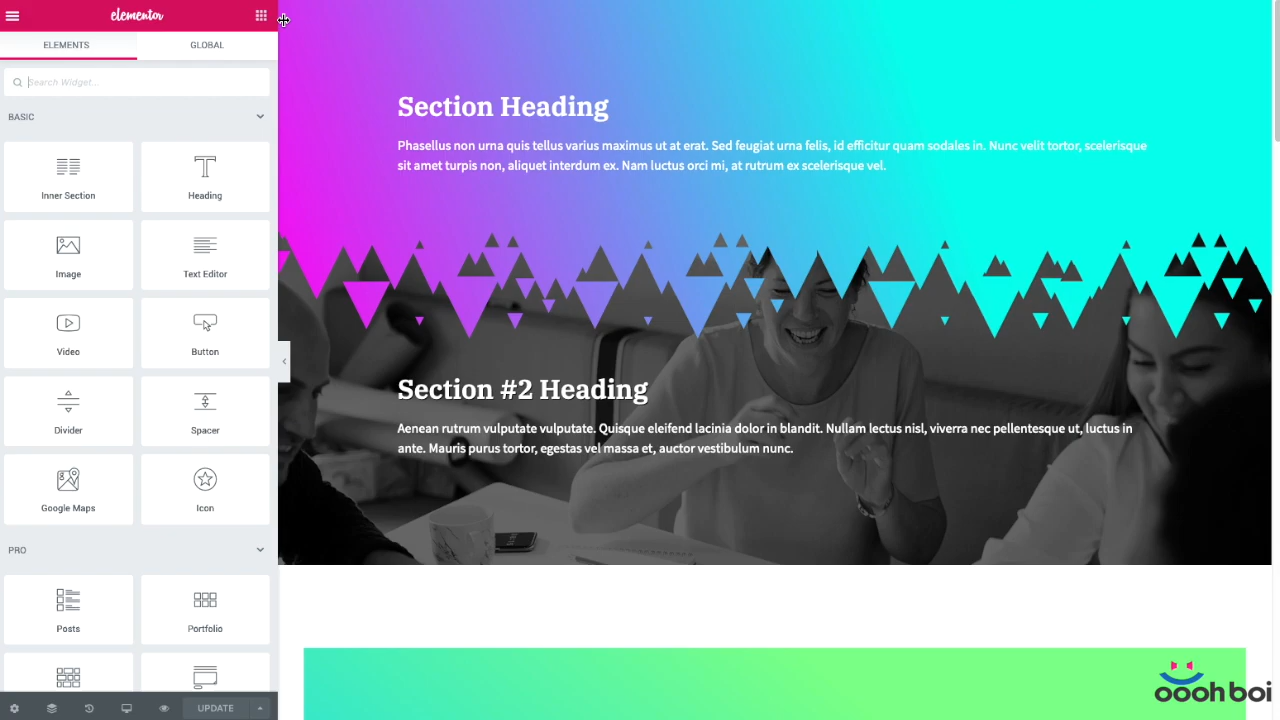 elementor
ELEMENTS
GLOBAL
Search Widget...
BASIC
Inner Section
Heading
Image
Text Editor
Video
Button
Divider
Spacer
Google Maps
Icon
PRO
Posts
Portfolio
UPDATE
Section Heading
Phasellus non urna quis tellus varius maximus ut at erat. Sed feugiat urna felis, id efficitur quam sodales in. Nunc velit tortor, scelerisque
sit amet turpis non, aliquet interdum ex. Nam luctus orci mi, at rutrum ex scelerisque vel.
Section #2 Heading
Aenean rutrum vulputate vulputate. Quisque eleifend lacinia dolor in blandit. Nullam lectus nisl, viverra nec pellentesque ut, luctus in
ante. Mauris purus tortor, egestas vel massa et, auctor vestibulum nunc.
oooh boi